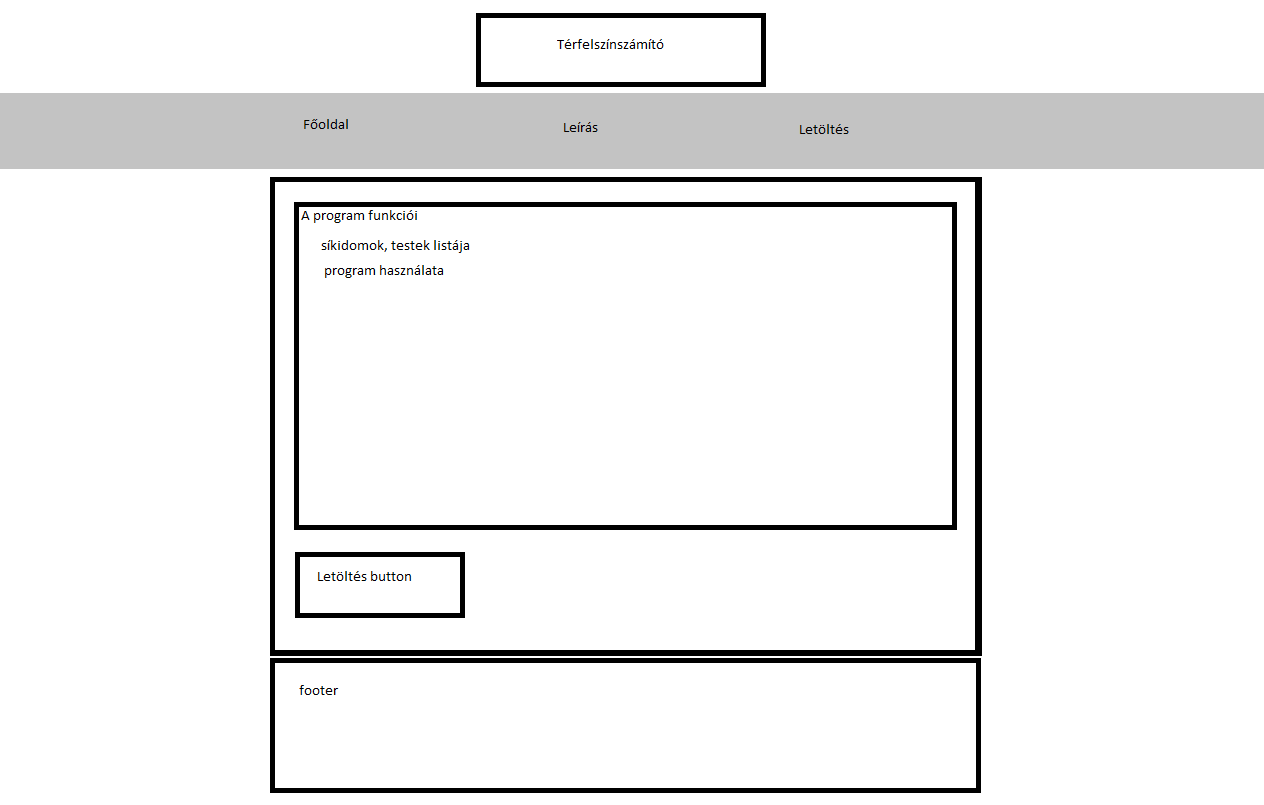 Térfelszínszámító
Főoldal
Leírás
Letöltés
A program funkciói
síkidomok, testek listája
program használata
Letöltés button
footer